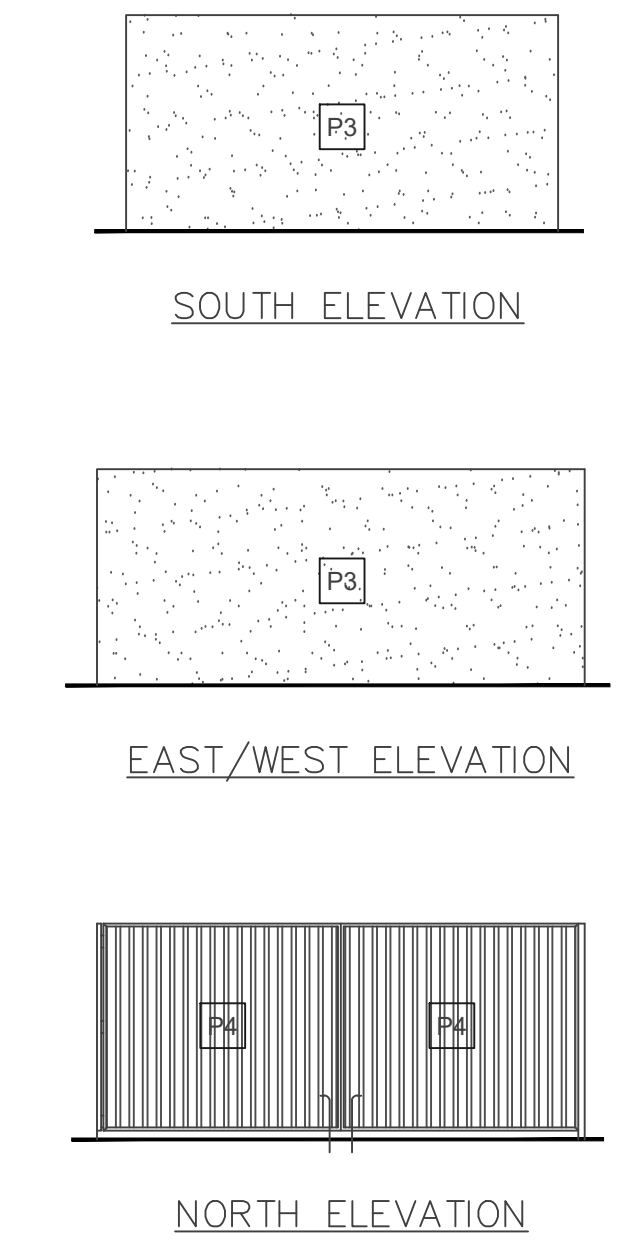 P3
SOUTH ELEVATION
P3
EAST/WEST ELEVATION
P4 P4
NORTH ELEVATION